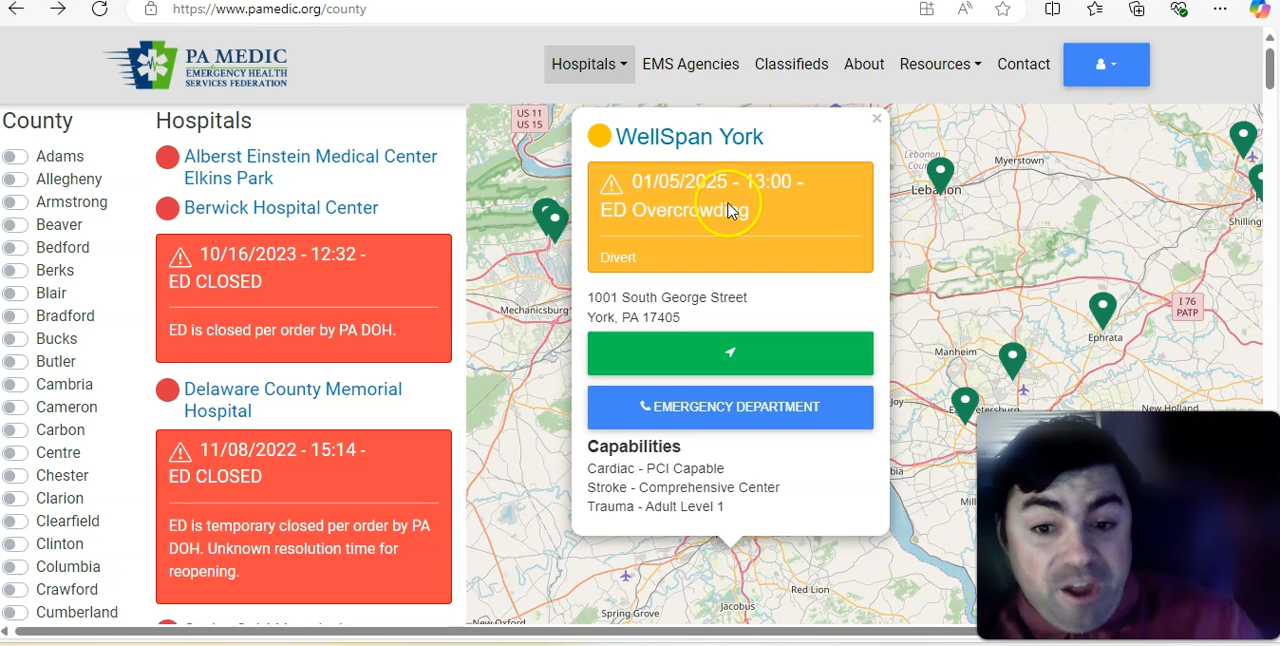 https://www.pamedic.org/county
PA MEDIC
EMERGENCY HEALTH
SERVICES FEDERATION
Hospitals
EMS Agencies
Classifieds
About
Resources
Contact
County
Adams
Allegheny
Armstrong
Beaver
Bedford
Berks
Blair
Bradford
Bucks
Butler
Cambria
Cameron
Carbon
Centre
Chester
Clarion
Clearfield
Clinton
Columbia
Crawford
Cumberland
Hospitals
Alberst Einstein Medical Center
Elkins Park
Berwick Hospital Center
10/16/2023 - 12:32 -
ED CLOSED
ED is closed per order by PA DOH.
Delaware County Memorial
Hospital
11/08/2022 - 15:14 -
ED CLOSED
ED is temporary closed per order by PA
DOH. Unknown resolution time for
reopening.
US 11
US 15
Mechanicsburg
Spring Grove
Jacobus
Red Lion
Lebanon
County
Lebanon
Myerstown
Shilling
I 76
PATP
Ephrata
Manheim
New Holland
×
WellSpan York
01/05/2025 - 13:00 -
ED Overcrowding
Divert
1001 South George Street
York, PA 17405
EMERGENCY DEPARTMENT
Capabilities
Cardiac - PCI Capable
Stroke - Comprehensive Center
Trauma - Adult Level 1